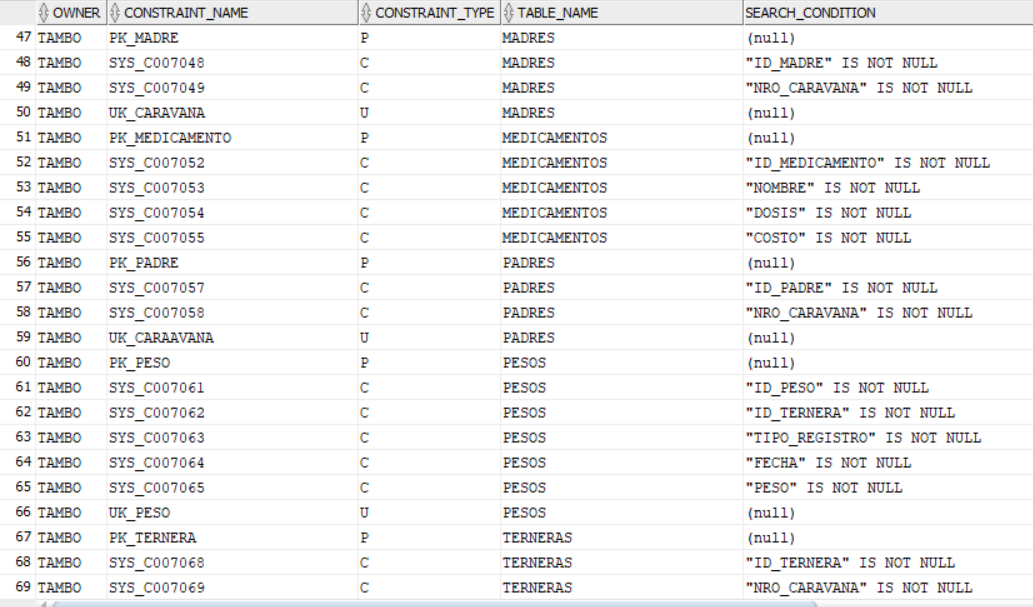 OWNER CONSTRAINT_NAME CONSTRAINT_TYPE TABLE_NAME SEARCH_CONDITION
47 TAMBO PK_MADRE P MADRES (null)
48 TAMBO SYS_C007048 C MADRES "ID_MADRE" IS NOT NULL
49 TAMBO SYS_C007049 C MADRES "NRO_CARAVANA" IS NOT NULL
50 TAMBO UK_CARAVANA U MADRES (null)
51 TAMBO PK_MEDICAMENTO P MEDICAMENTOS (null)
52 TAMBO SYS_C007052 C MEDICAMENTOS "ID_MEDICAMENTO" IS NOT NULL
53 TAMBO SYS_C007053 C MEDICAMENTOS "NOMBRE" IS NOT NULL
54 TAMBO SYS_C007054 C MEDICAMENTOS "DOSIS" IS NOT NULL
55 TAMBO SYS_C007055 C MEDICAMENTOS "COSTO" IS NOT NULL
56 TAMBO PK_PADRE P PADRES (null)
57 TAMBO SYS_C007057 C PADRES "ID_PADRE" IS NOT NULL
58 TAMBO SYS_C007058 C PADRES "NRO_CARAVANA" IS NOT NULL
59 TAMBO UK_CARAAVANA U PADRES (null)
60 TAMBO PK_PESO P PESOS (null)
61 TAMBO SYS_C007061 C PESOS "ID_PESO" IS NOT NULL
62 TAMBO SYS_C007062 C PESOS "ID_TERNERA" IS NOT NULL
63 TAMBO SYS_C007063 C PESOS "TIPO_REGISTRO" IS NOT NULL
64 TAMBO SYS_C007064 C PESOS "FECHA" IS NOT NULL
65 TAMBO SYS_C007065 C PESOS "PESO" IS NOT NULL
66 TAMBO UK_PESO U PESOS (null)
67 TAMBO PK_TERNERA P TERNERAS (null)
68 TAMBO SYS_C007068 C TERNERAS "ID_TERNERA" IS NOT NULL
69 TAMBO SYS_C007069 C TERNERAS "NRO_CARAVANA" IS NOT NULL